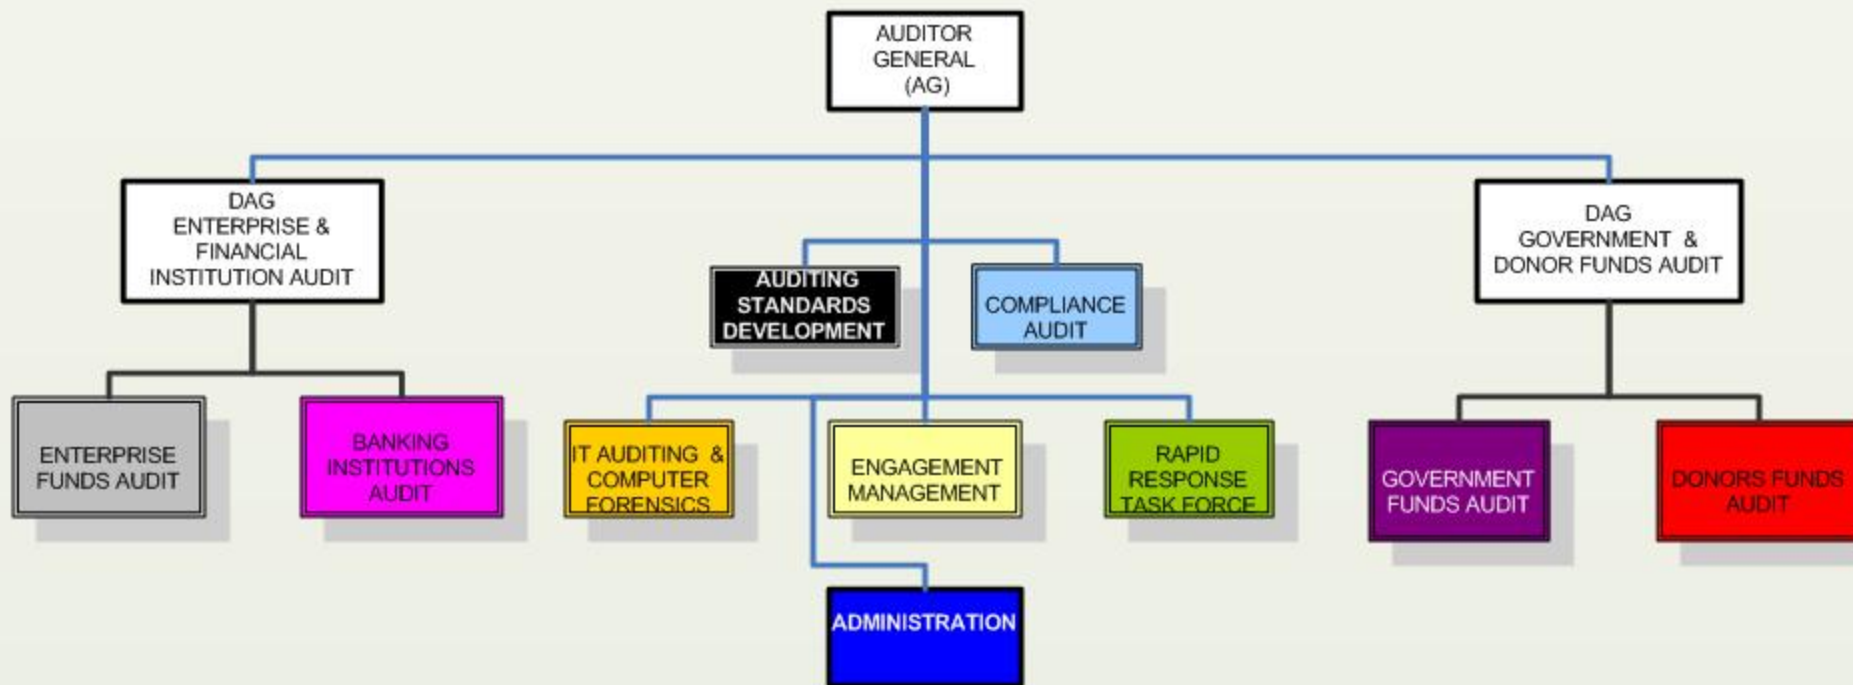 AUDITOR
GENERAL
(AG)
DAG
ENTERPRISE &
FINANCIAL
INSTITUTION AUDIT
DAG
GOVERNMENT &
DONOR FUNDS AUDIT
AUDITING
STANDARDS
DEVELOPMENT
COMPLIANCE
AUDIT
ENTERPRISE
FUNDS AUDIT
BANKING
INSTITUTIONS
AUDIT
IT AUDITING &
COMPUTER
FORENSICS
ENGAGEMENT
MANAGEMENT
RAPID
RESPONSE
TASK FORCE
GOVERNMENT
FUNDS AUDIT
DONORS FUNDS
AUDIT
ADMINISTRATION